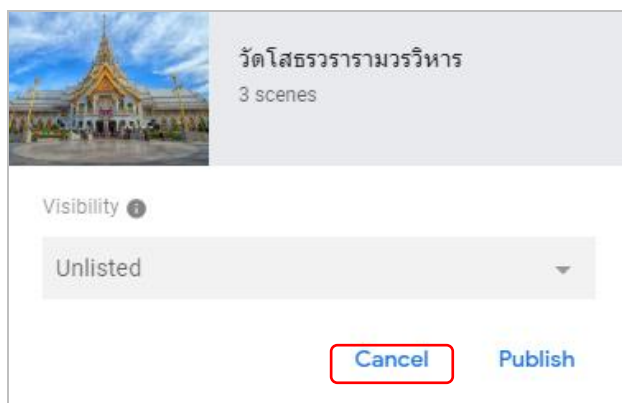 วัดโสธรวรารามวรวิหาร
3 scenes
Visibility
Unlisted
Cancel Publish